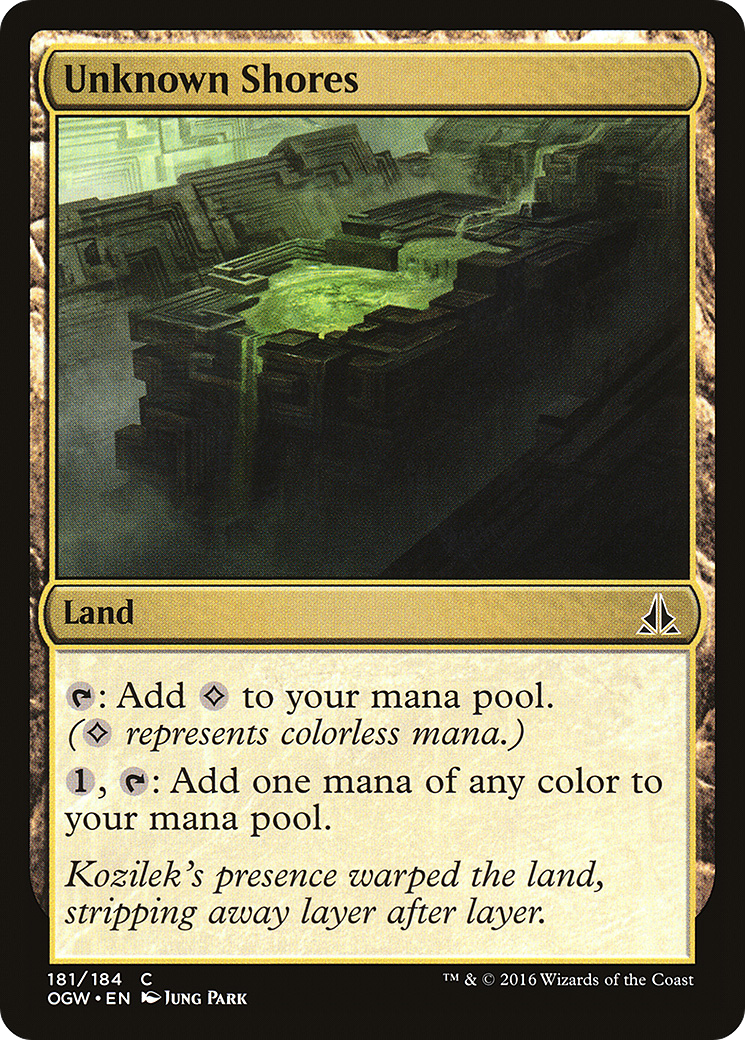 Unknown Shores
Land
: Add to your mana pool.
( represents colorless mana.)
1, : Add one mana of any color to
your mana pool.
Kozilek's presence warped the land,
stripping away layer after layer.
181/184 C
OGW • EN Jung Park
™ & © 2016 Wizards of the Coast